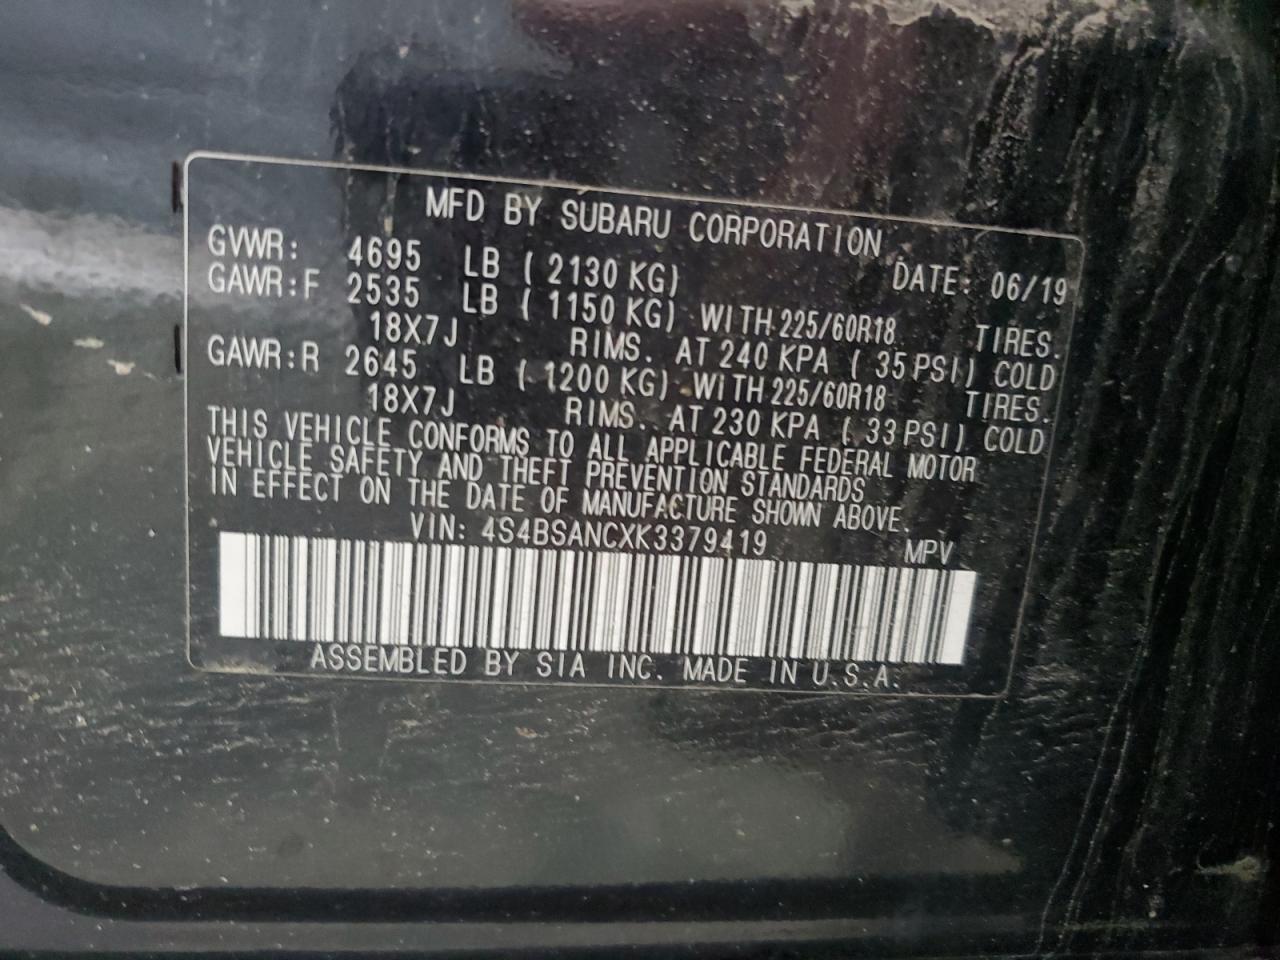 MFD BY SUBARU CORPORATION
DATE: 06/19
GVWR: 4695 LB ( 2130 KG)
GAWR:F 2535 LB ( 1150 KG) WITH 225/60R18 TIRES.
18X7J RIMS. AT 240 KPA ( 35 PSI) COLD
GAWR:R 2645 LB ( 1200 KG) WITH 225/60R18 TIRES.
18X7J RIMS. AT 230 KPA ( 33 PSI) COLD
THIS VEHICLE CONFORMS TO ALL APPLICABLE FEDERAL MOTOR
VEHICLE SAFETY AND THEFT PREVENTION STANDARDS
IN EFFECT ON THE DATE OF MANUFACTURE SHOWN ABOVE.
VIN: 4S4BSANCXK3379419 MPV
ASSEMBLED BY SIA INC. MADE IN U.S.A.